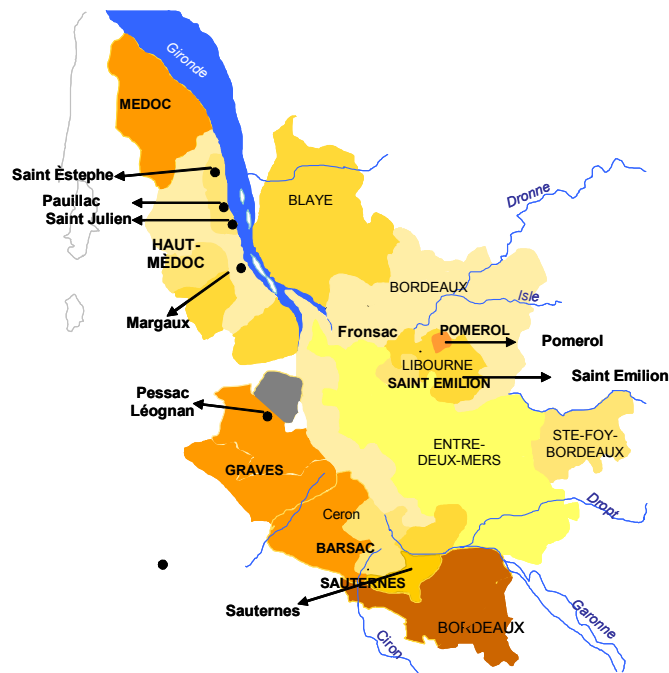 Gironde
MEDOC
Saint Èstephe
Pauillac
BLAYE
Saint Julien
Dronne
HAUT-
MÈDOC
BORDEAUX
Isle
Margaux
Fronsac
POMEROL
Pomerol
LIBOURNE
SAINT EMILION
Saint Emilion
Pessac
Léognan
ENTRE-
DEUX-MERS
STE-FOY-
BORDEAUX
GRAVES
Ceron
Dropt
BARSAC
SAUTERNES
Sauternes
Garonne
BORDEAUX
Ciron